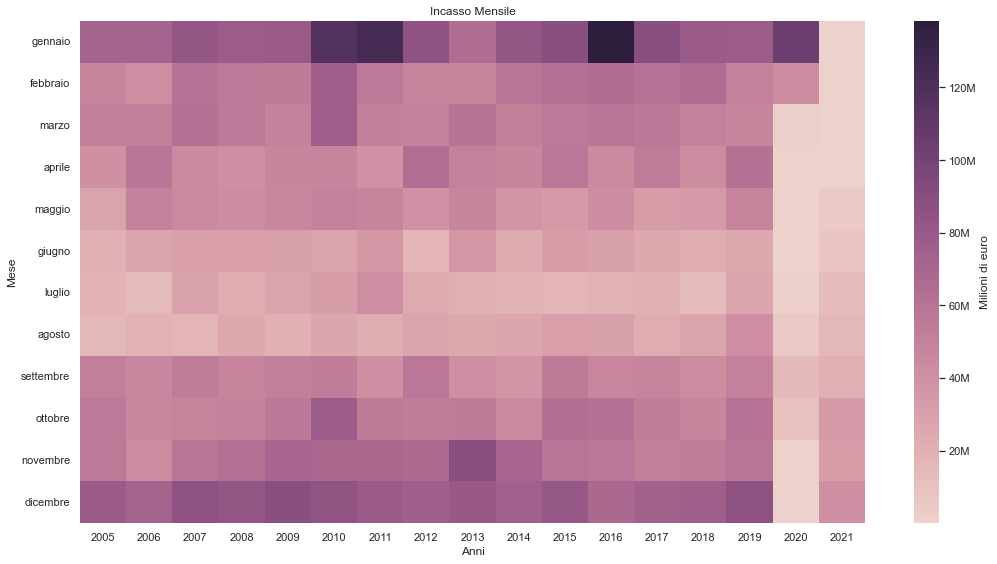 Incasso Mensile
gennaio
febbraio
marzo
aprile
maggio
giugno
luglio
agosto
settembre
ottobre
novembre
dicembre
Mese
2005 2006 2007 2008 2009 2010 2011 2012 2013 2014 2015 2016 2017 2018 2019 2020 2021
Anni
120M
100M
80M
60M
40M
20M
Milioni di euro